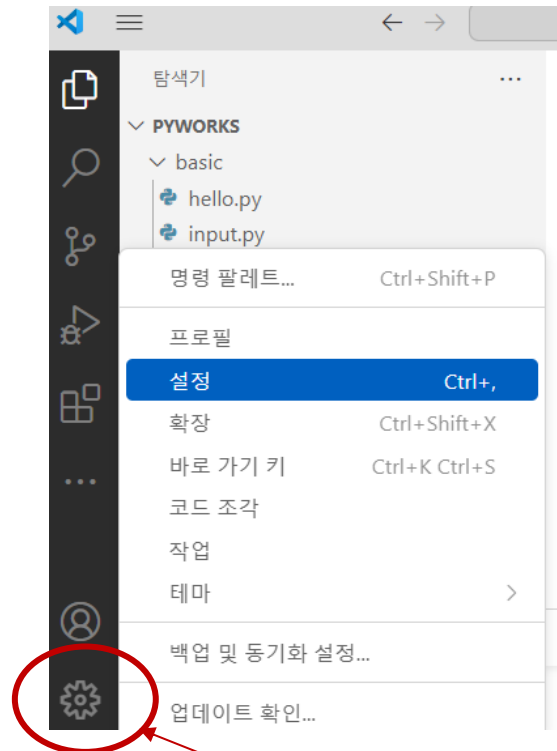 탐색기 ...
PYWORKS
basic
hello.py
input.py
명령 팔레트... Ctrl+Shift+P
프로필
설정 Ctrl+,
확장 Ctrl+Shift+X
바로 가기 키 Ctrl+K Ctrl+S
코드 조각
작업
테마
백업 및 동기화 설정...
업데이트 확인...